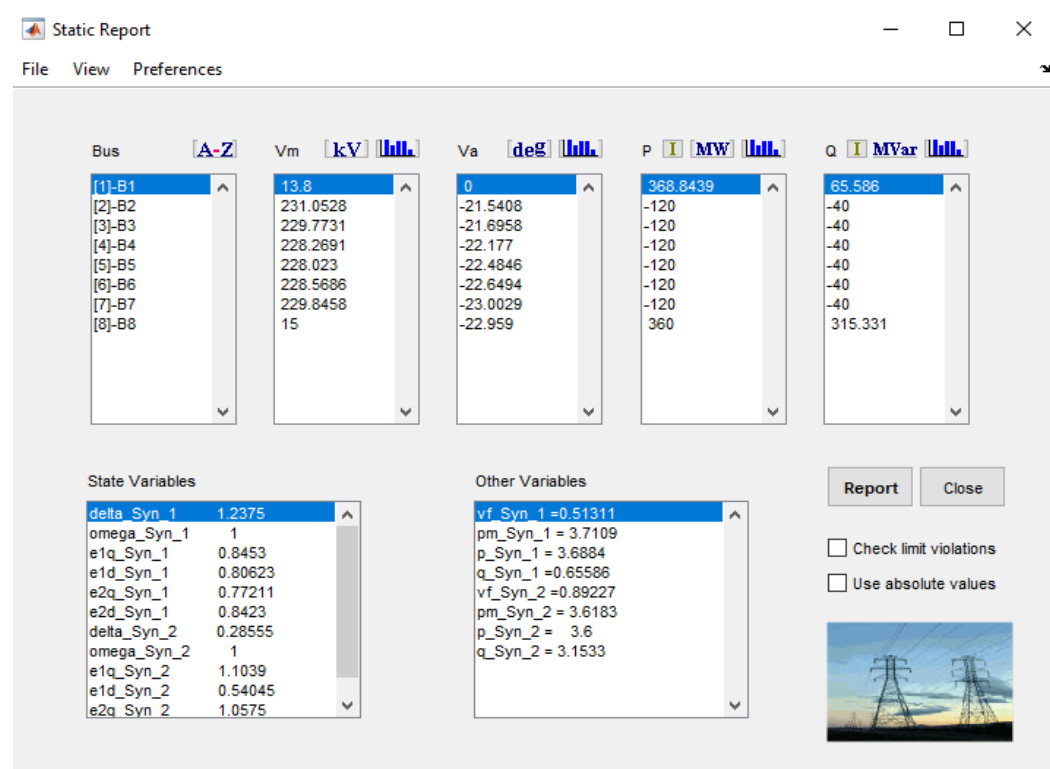 Static Report
File View Preferences
Bus [A-Z] Vm [kV] Va [deg] P [I] [MW] Q [I] MVar
[1]-B1 13.8 0 368.8439 65.586
[2]-B2 231.0528 -21.5408 -120 -40
[3]-B3 229.7731 -21.6958 -120 -40
[4]-B4 228.2691 -22.177 -120 -40
[5]-B5 228.023 -22.4846 -120 -40
[6]-B6 228.5686 -22.6494 -120 -40
[7]-B7 229.8458 -23.0029 -120 -40
[8]-B8 15 -22.959 360 315.331
State Variables
delta_Syn_1 1.2375
omega_Syn_1 1
e1q_Syn_1 0.8453
e1d_Syn_1 0.80623
e2q_Syn_1 0.77211
e2d_Syn_1 0.8423
delta_Syn_2 0.28555
omega_Syn_2 1
e1q_Syn_2 1.1039
e1d_Syn_2 0.54045
e2q_Syn_2 1.0575
Other Variables
vf_Syn_1 =0.51311
pm_Syn_1 = 3.7109
p_Syn_1 = 3.6884
q_Syn_1 =0.65586
vf_Syn_2 =0.89227
pm_Syn_2 = 3.6183
p_Syn_2 = 3.6
q_Syn_2 = 3.1533
Report Close
Check limit violations
Use absolute values